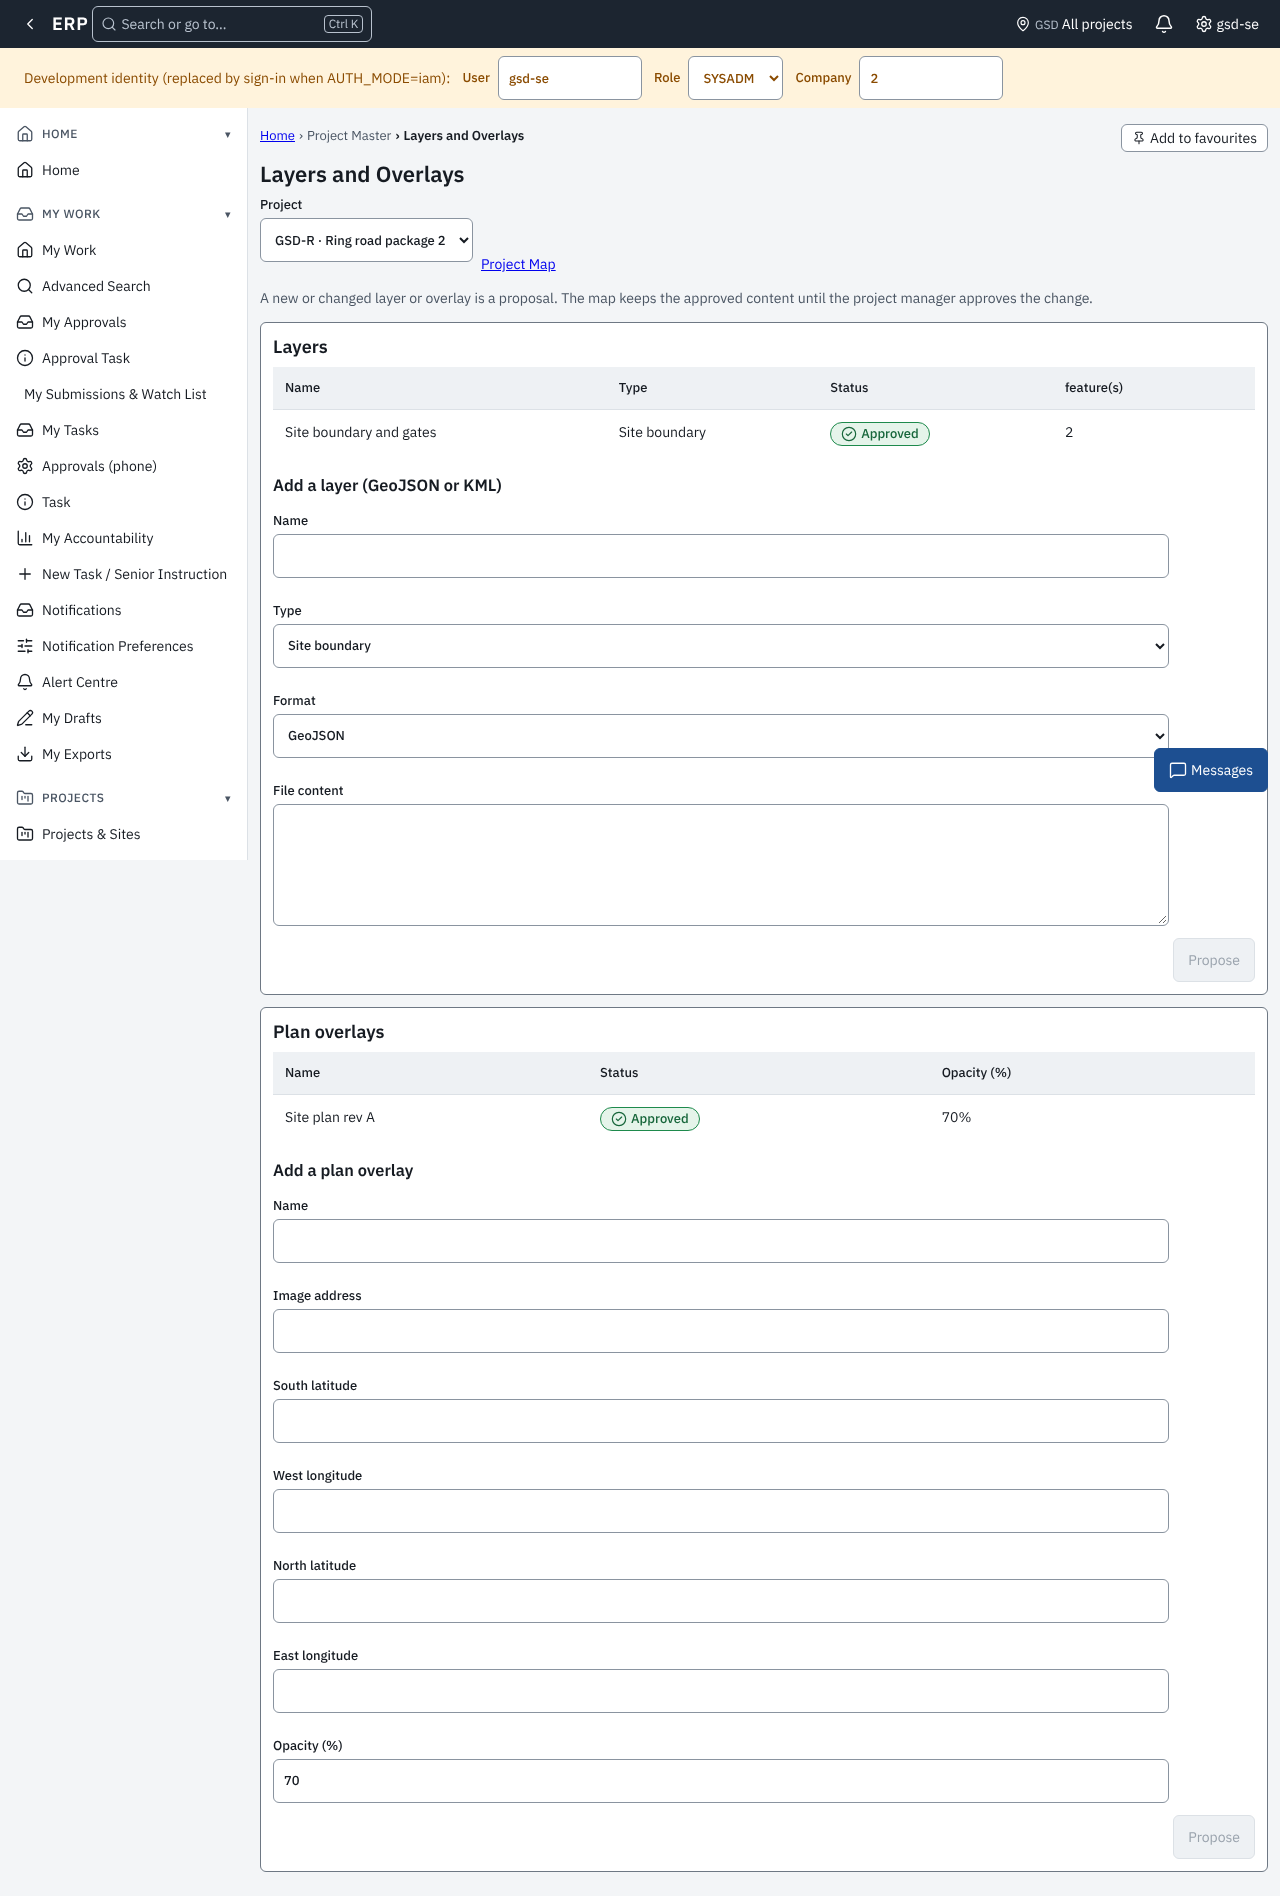 ERP
Search or go to...
Ctrl K
GSD All projects
gsd-se
Development identity (replaced by sign-in when AUTH_MODE=iam):
User
gsd-se
Role
SYSADM
Company
2
HOME
Home
MY WORK
My Work
Advanced Search
My Approvals
Approval Task
My Submissions & Watch List
My Tasks
Approvals (phone)
Task
My Accountability
New Task / Senior Instruction
Notifications
Notification Preferences
Alert Centre
My Drafts
My Exports
PROJECTS
Projects & Sites
Home › Project Master › Layers and Overlays
Add to favourites
Layers and Overlays
Project
GSD-R · Ring road package 2
Project Map
A new or changed layer or overlay is a proposal. The map keeps the approved content until the project manager approves the change.
Layers
Name Type Status feature(s)
Site boundary and gates Site boundary Approved 2
Add a layer (GeoJSON or KML)
Name
Type
Site boundary
Format
GeoJSON
Messages
File content
Propose
Plan overlays
Name Status Opacity (%)
Site plan rev A Approved 70%
Add a plan overlay
Name
Image address
South latitude
West longitude
North latitude
East longitude
Opacity (%)
70
Propose